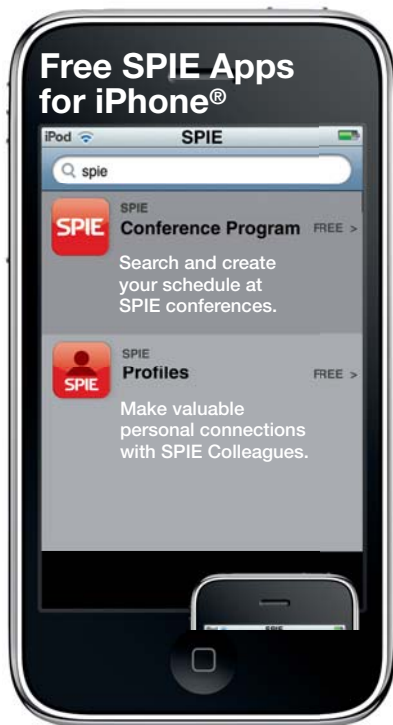 Free SPIE Apps
for iPhone®
iPod SPIE
spie
SPIE
SPIE
Conference Program FREE >
Search and create
your schedule at
SPIE conferences.
SPIE
SPIE
Profiles FREE >
Make valuable
personal connections
with SPIE Colleagues.